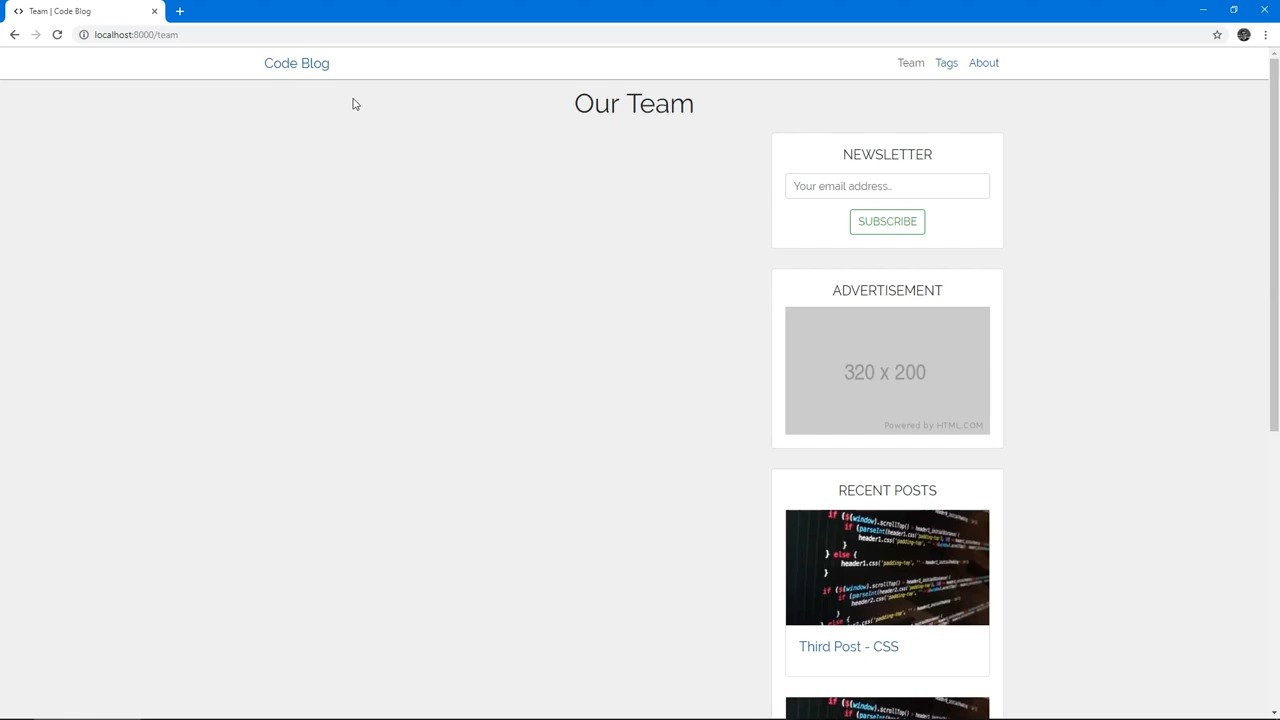 Team | Code Blog
localhost:8000/team
Code Blog
Team Tags About
Our Team
NEWSLETTER
Your email address..
SUBSCRIBE
ADVERTISEMENT
320 x 200
Powered by HTML.COM
RECENT POSTS
Third Post - CSS